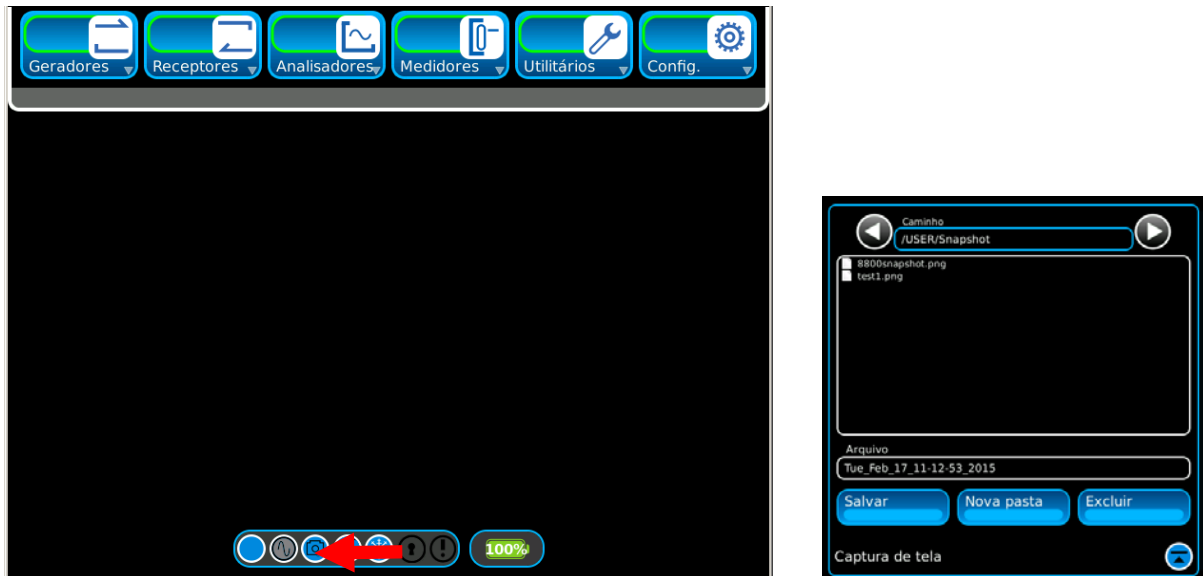 Geradores Receptores Analisadores Medidores Utilitários Config.
100%
Caminho
/USER/Snapshot
8800snapshot.png
test1.png
Arquivo
Tue_Feb_17_11-12-53_2015
Salvar Nova pasta Excluir
Captura de tela